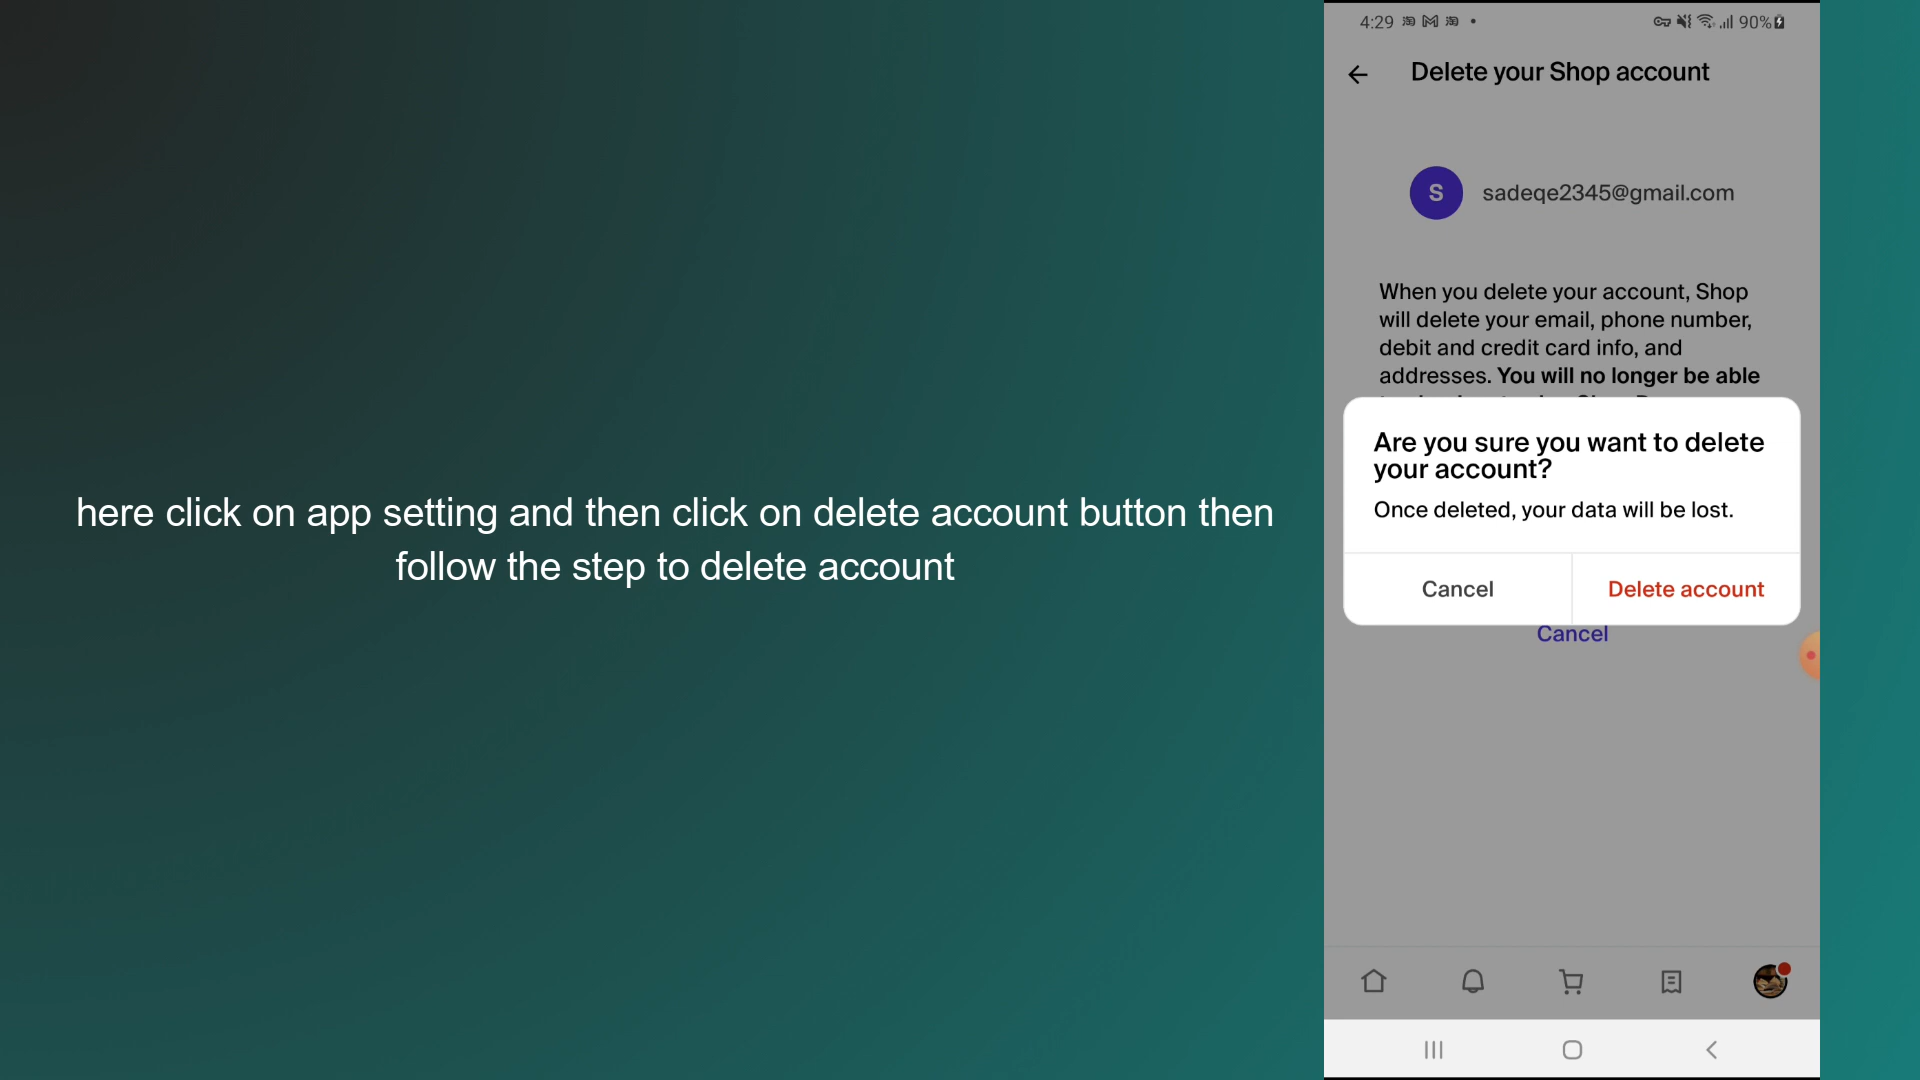 here click on app setting and then click on delete account button then
follow the step to delete account
4:29
90%
Delete your Shop account
S
sadeqe2345@gmail.com
When you delete your account, Shop
will delete your email, phone number,
debit and credit card info, and
addresses. You will no longer be able
Are you sure you want to delete
your account?
Once deleted, your data will be lost.
Cancel
Delete account
Cancel